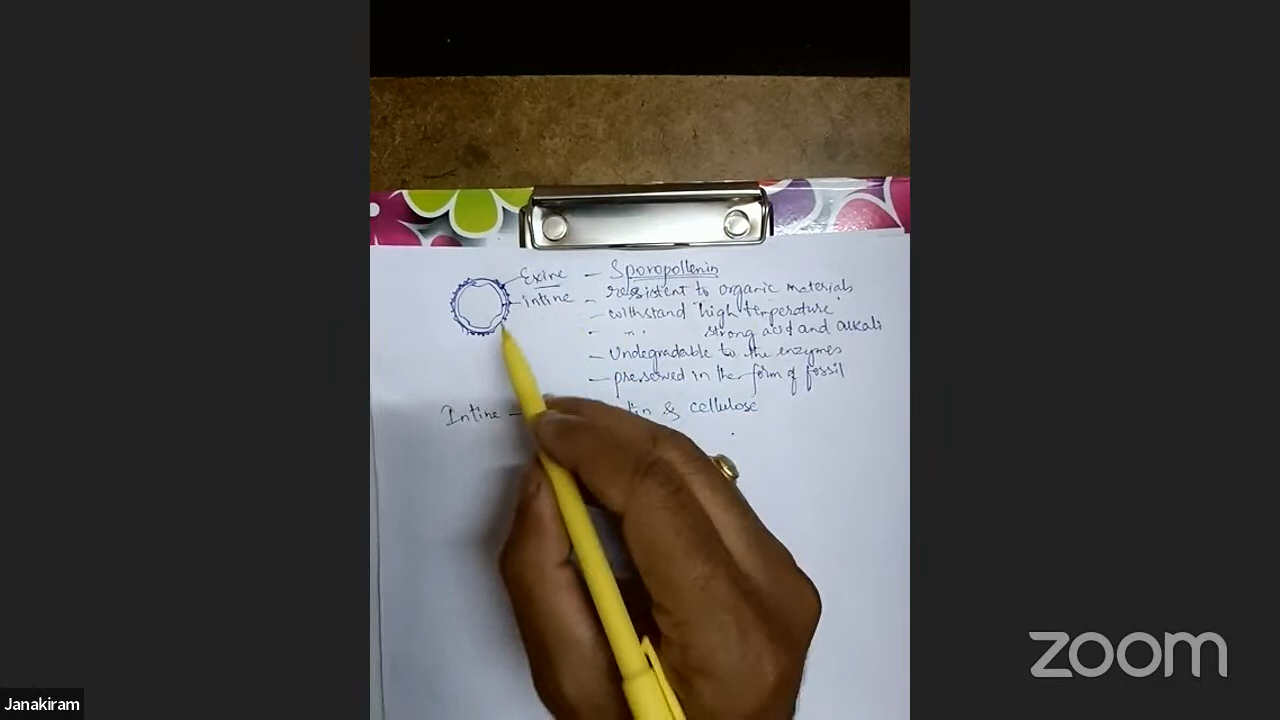 Exine - Sporopollenin
intine - ressistent to organic materials
- withstand high temperature
- " " strong acid and alkali
- Undegradable to the enzymes
- preserved in the form of fossil
Intine - & cellulose
zoom
Janakiram